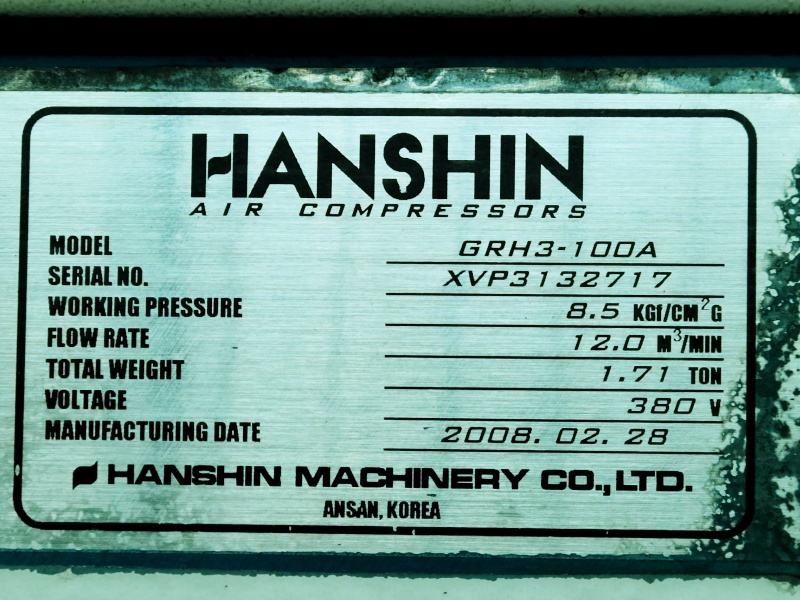 HANSHIN
AIR COMPRESSORS
MODEL GRH3-100A
SERIAL NO. XVP3132717
WORKING PRESSURE 8.5 KGf/CM²G
FLOW RATE 12.0 M³/MIN
TOTAL WEIGHT 1.71 TON
VOLTAGE 380 V
MANUFACTURING DATE 2008. 02. 28
HANSHIN MACHINERY CO.,LTD.
ANSAN, KOREA